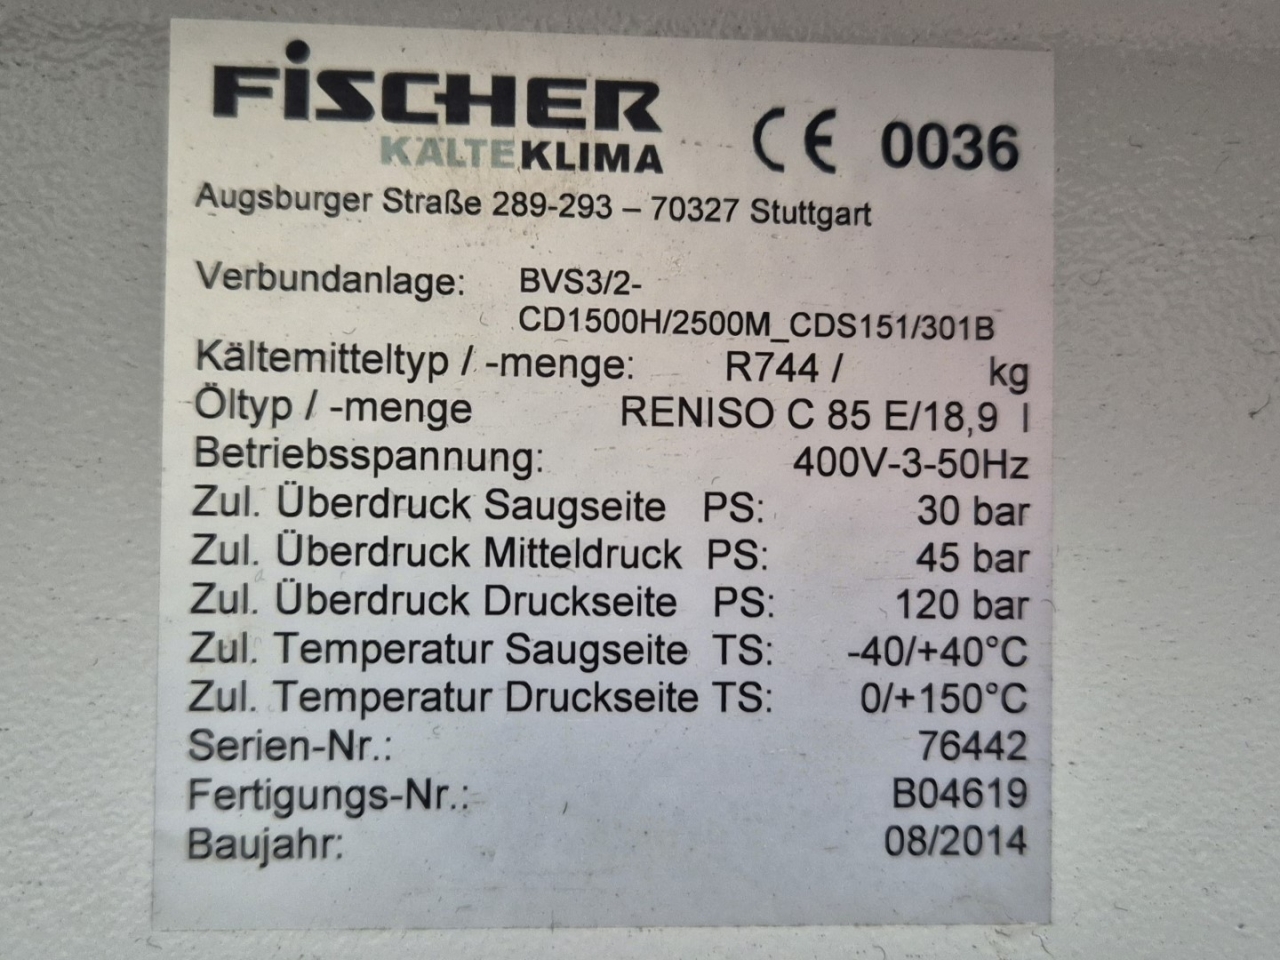 FiSCHER
KÄLTEKLIMA
CE 0036
Augsburger Straße 289-293 – 70327 Stuttgart
Verbundanlage: BVS3/2-
CD1500H/2500M_CDS151/301B
Kältemitteltyp / -menge: R744 / kg
Öltyp / -menge RENISO C 85 E/18,9 l
Betriebsspannung: 400V-3-50Hz
Zul. Überdruck Saugseite PS: 30 bar
Zul. Überdruck Mitteldruck PS: 45 bar
Zul. Überdruck Druckseite PS: 120 bar
Zul. Temperatur Saugseite TS: -40/+40°C
Zul. Temperatur Druckseite TS: 0/+150°C
Serien-Nr.: 76442
Fertigungs-Nr.: B04619
Baujahr: 08/2014